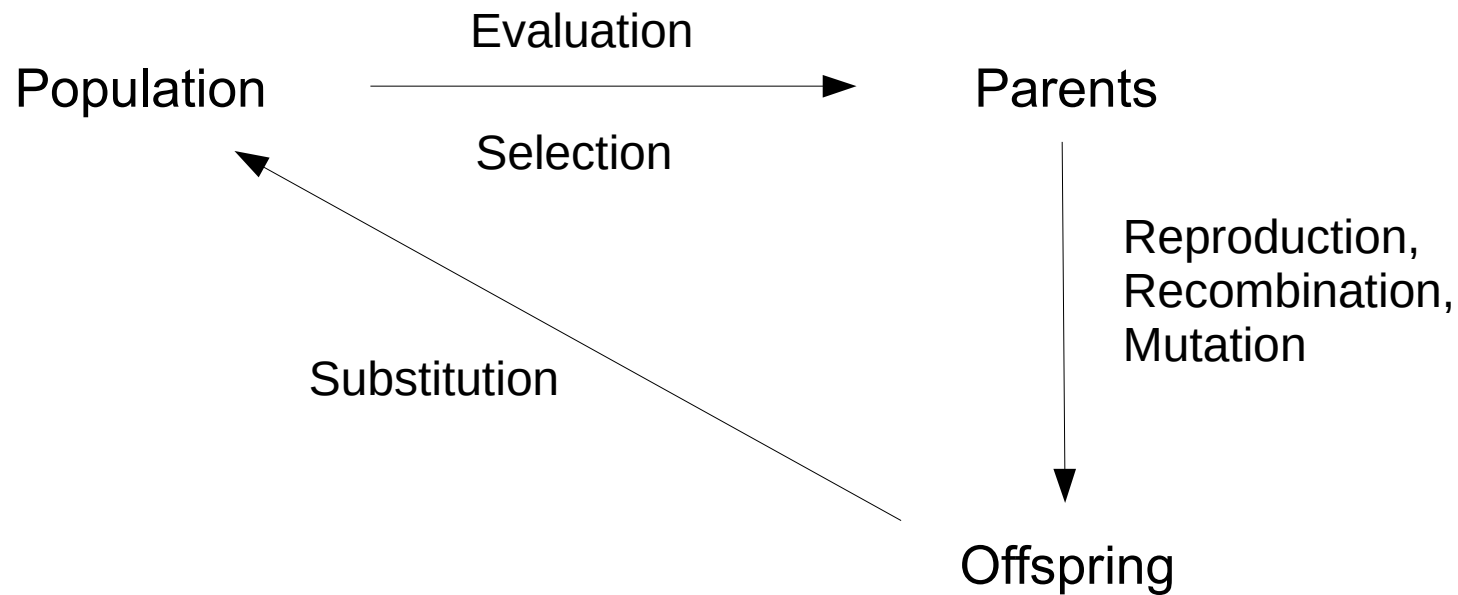 Evaluation
Population
Parents
Selection
Reproduction,
Recombination,
Mutation
Substitution
Offspring